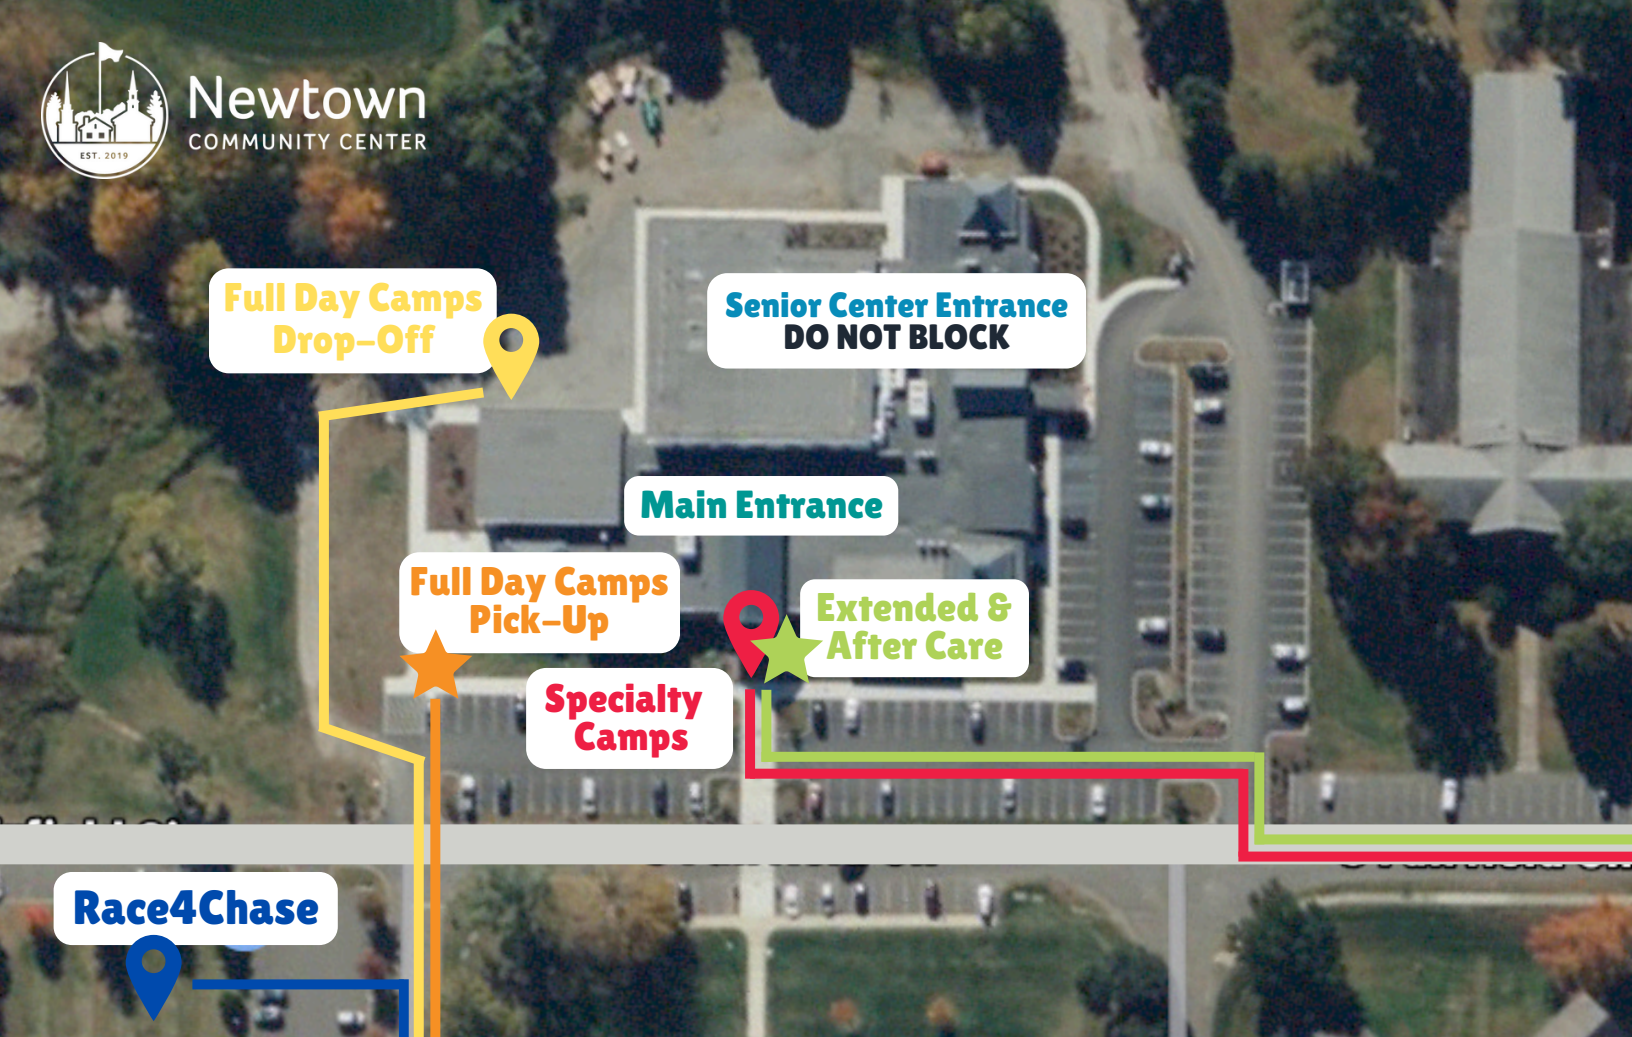 Newtown
COMMUNITY CENTER
EST. 2019
Full Day Camps
Drop-Off
Senior Center Entrance
DO NOT BLOCK
Main Entrance
Full Day Camps
Pick-Up
Extended &
After Care
Specialty
Camps
Race4Chase